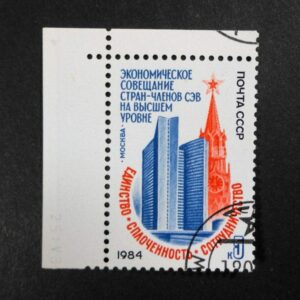 ЭКОНОМИЧЕСКОЕ
СОВЕЩАНИЕ
СТРАН-ЧЛЕНОВ СЭВ
НА ВЫСШЕМ
УРОВНЕ
• МОСКВА •
ПОЧТА СССР
ЕДИНСТВО • СПЛОЧЕННОСТЬ • СОТРУДНИЧЕСТВО
1984